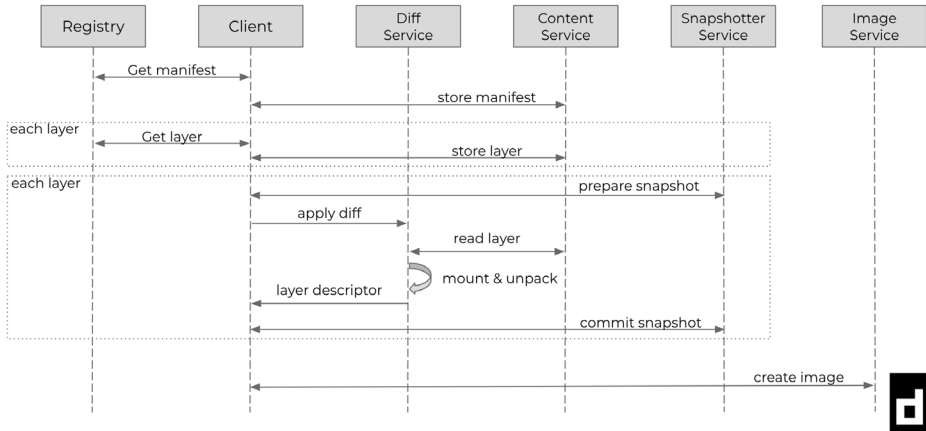 Registry
Client
Diff
Service
Content
Service
Snapshotter
Service
Image
Service
Get manifest
store manifest
each layer
Get layer
store layer
each layer
prepare snapshot
apply diff
read layer
mount & unpack
layer descriptor
commit snapshot
create image
d